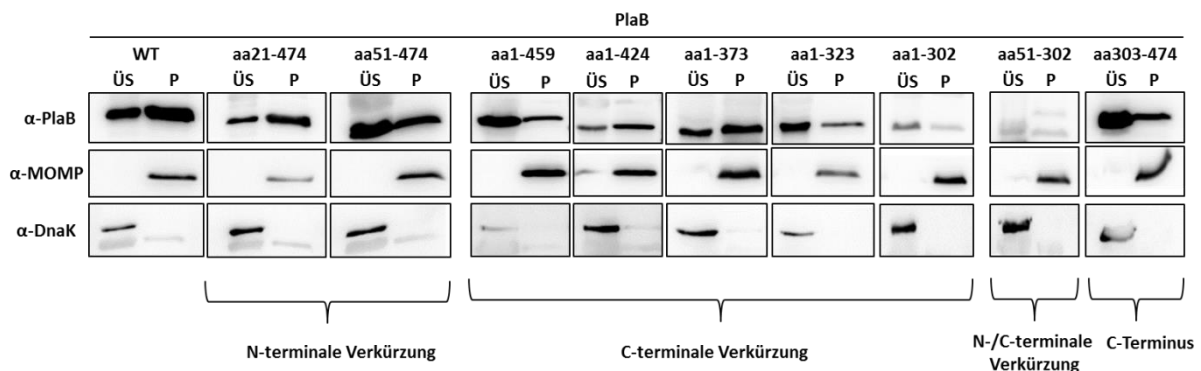 PlaB
WT aa21-474 aa51-474 aa1-459 aa1-424 aa1-373 aa1-323 aa1-302 aa51-302 aa303-474
ÜS P ÜS P ÜS P ÜS P ÜS P ÜS P ÜS P ÜS P ÜS P ÜS P
α-PlaB
α-MOMP
α-DnaK
N-terminale Verkürzung C-terminale Verkürzung N-/C-terminale C-Terminus
Verkürzung